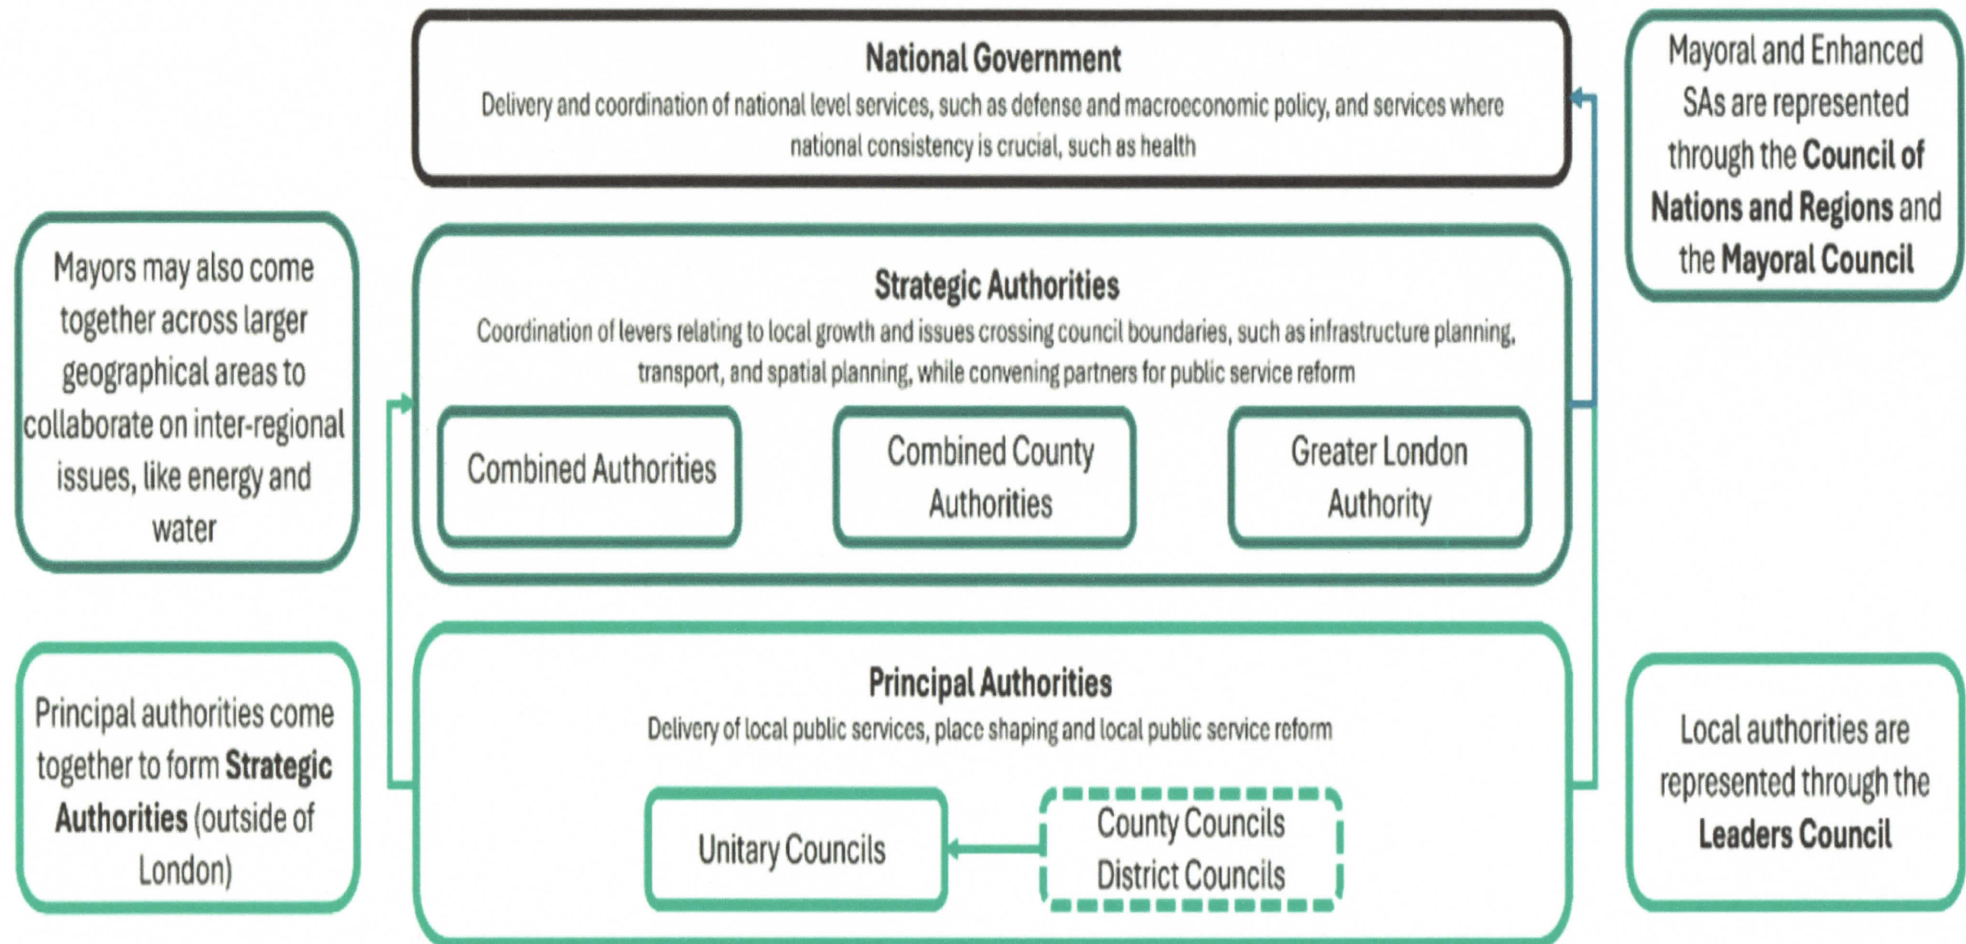 National Government
Delivery and coordination of national level services, such as defense and macroeconomic policy, and services where
national consistency is crucial, such as health
Mayoral and Enhanced
SAs are represented
through the Council of
Nations and Regions and
the Mayoral Council
Mayors may also come
together across larger
geographical areas to
collaborate on inter-regional
issues, like energy and
water
Strategic Authorities
Coordination of levers relating to local growth and issues crossing council boundaries, such as infrastructure planning,
transport, and spatial planning, while convening partners for public service reform
Combined Authorities
Combined County
Authorities
Greater London
Authority
Principal authorities come
together to form Strategic
Authorities (outside of
London)
Principal Authorities
Delivery of local public services, place shaping and local public service reform
Unitary Councils
County Councils
District Councils
Local authorities are
represented through the
Leaders Council